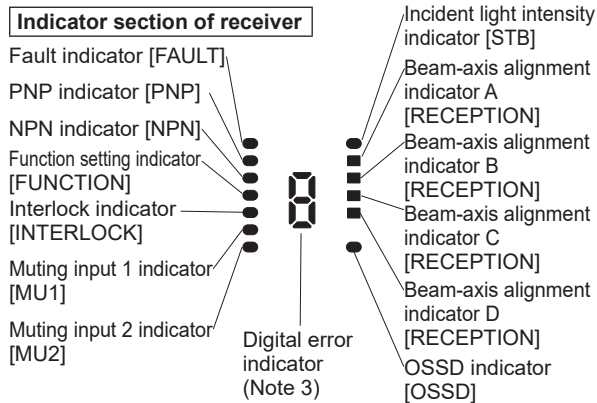 Indicator section of receiver
Fault indicator [FAULT]
PNP indicator [PNP]
NPN indicator [NPN]
Function setting indicator
[FUNCTION]
Interlock indicator
[INTERLOCK]
Muting input 1 indicator
[MU1]
Muting input 2 indicator
[MU2]
Digital error
indicator
(Note 3)
Incident light intensity
indicator [STB]
Beam-axis alignment
indicator A
[RECEPTION]
Beam-axis alignment
indicator B
[RECEPTION]
Beam-axis alignment
indicator C
[RECEPTION]
Beam-axis alignment
indicator D
[RECEPTION]
OSSD indicator
[OSSD]